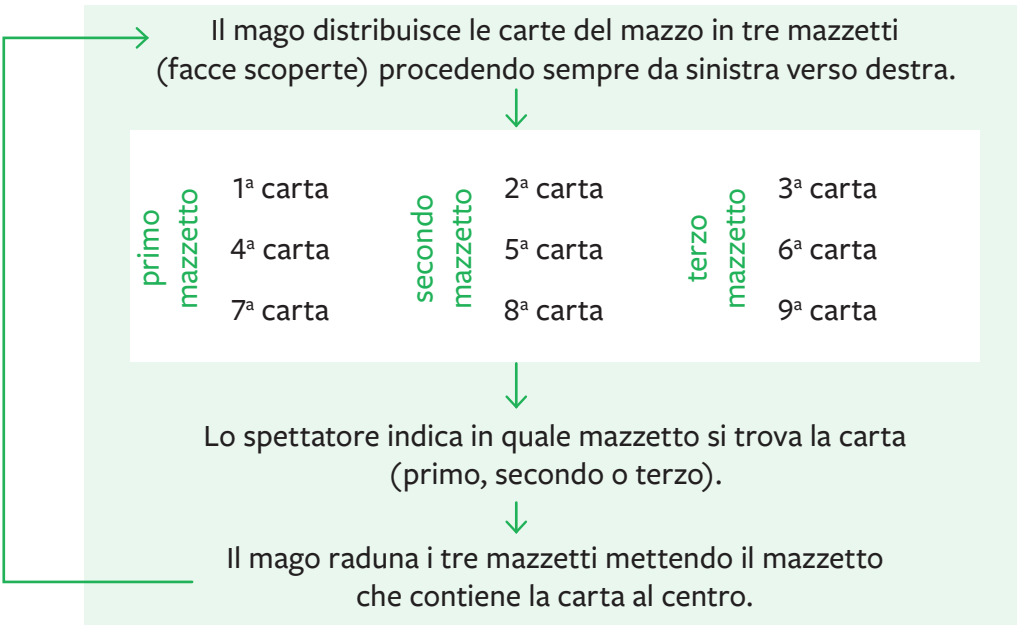 Il mago distribuisce le carte del mazzo in tre mazzetti
(facce scoperte) procedendo sempre da sinistra verso destra.
primo
mazzetto
1ª carta
4ª carta
7ª carta
secondo
mazzetto
2ª carta
5ª carta
8ª carta
terzo
mazzetto
3ª carta
6ª carta
9ª carta
Lo spettatore indica in quale mazzetto si trova la carta
(primo, secondo o terzo).
Il mago raduna i tre mazzetti mettendo il mazzetto
che contiene la carta al centro.